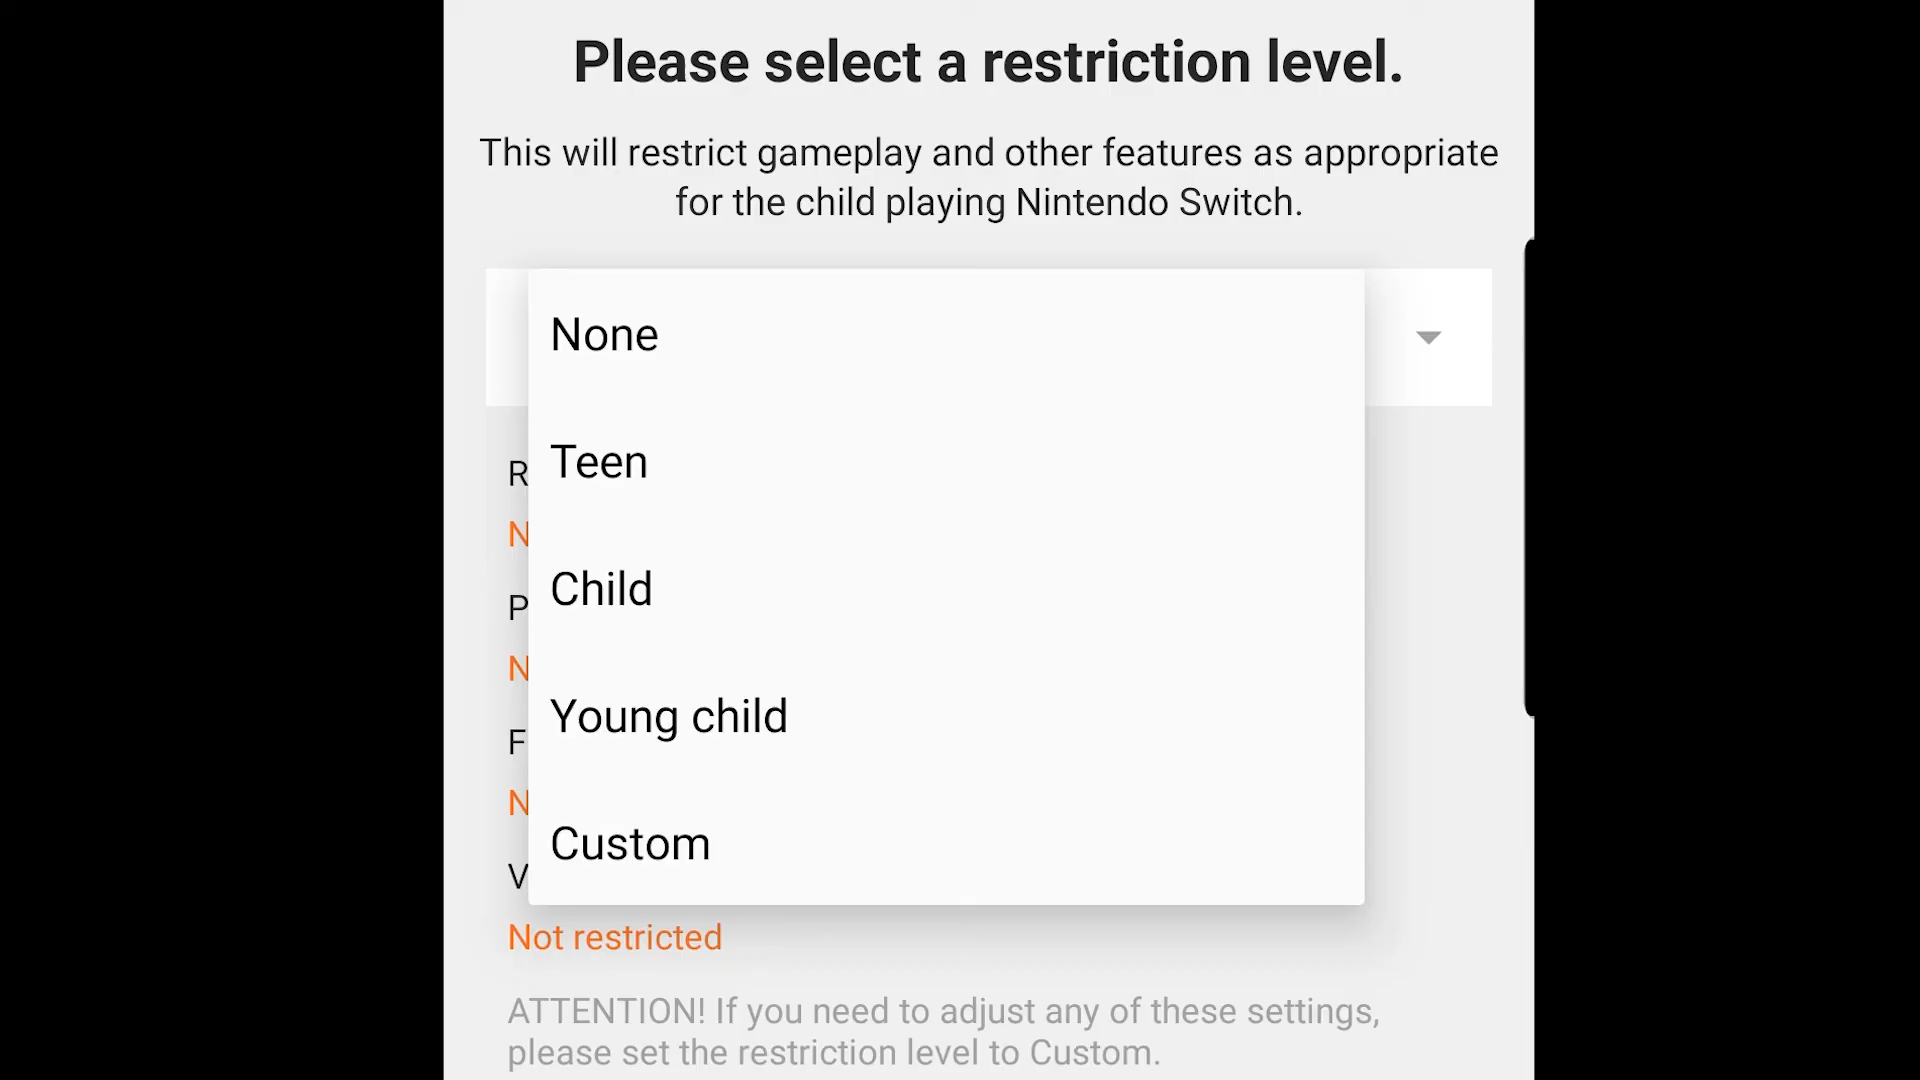 Please select a restriction level.
This will restrict gameplay and other features as appropriate
for the child playing Nintendo Switch.
None
Teen
R
N
Child
P
N
Young child
F
N
Custom
V
Not restricted
ATTENTION! If you need to adjust any of these settings,
please set the restriction level to Custom.